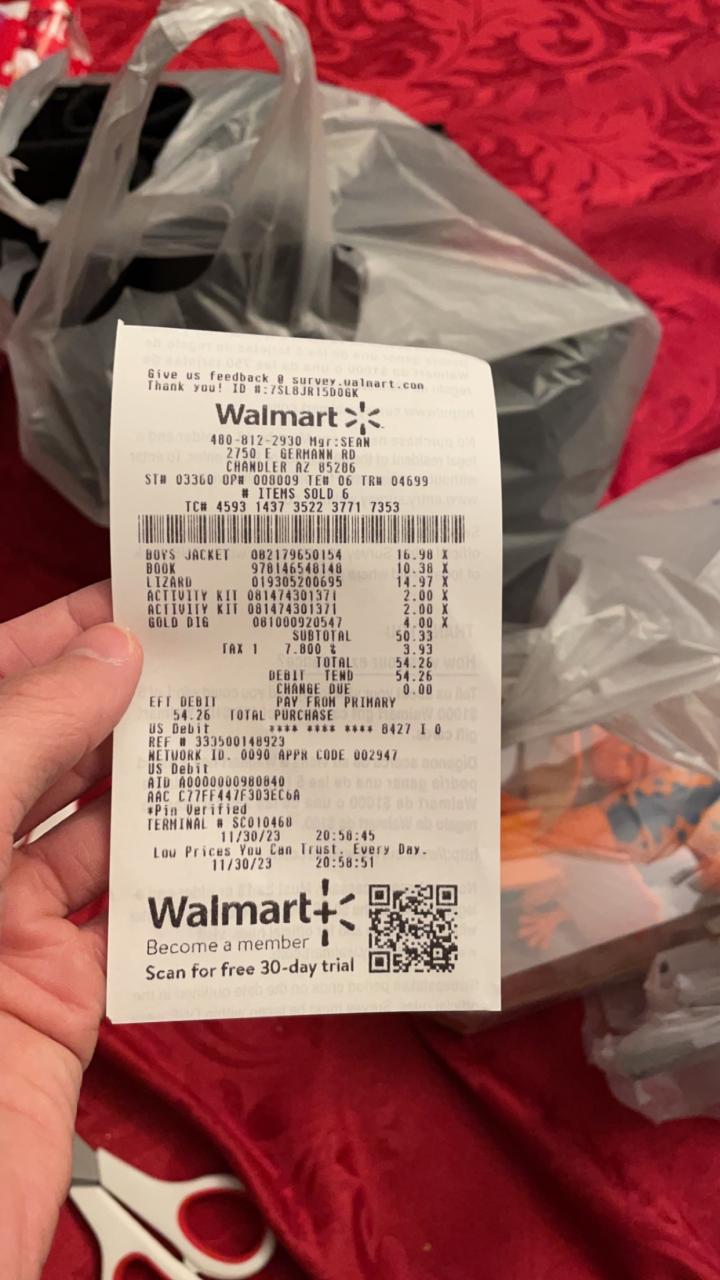 Give us feedback @ survey.walmart.com
Thank you! ID #:7SL8JR15D0GK
Walmart
480-812-2930 Mgr:SEAN
2750 E GERMANN RD
CHANDLER AZ 85286
ST# 03360 OP# 008009 TE# 06 TR# 04699
# ITEMS SOLD 6
TC# 4593 1437 3522 3771 7353
BOYS JACKET 082179650154 16.98 X
BOOK 978146548148 10.38 X
LIZARD 019305200695 14.97 X
ACTIVITY KIT 081474301371 2.00 X
ACTIVITY KIT 081474301371 2.00 X
GOLD DIG 081000920547 4.00 X
SUBTOTAL 50.33
TAX 1 7.800 % 3.93
TOTAL 54.26
DEBIT TEND 54.26
CHANGE DUE 0.00
EFT DEBIT PAY FROM PRIMARY
54.26 TOTAL PURCHASE
US Debit **** **** **** 8427 I 0
REF # 333500148923
NETWORK ID. 0090 APPR CODE 002947
US Debit
AID A0000000980840
AAC C77FF447F303EC6A
*Pin Verified
TERMINAL # SC010468
11/30/23 20:58:45
Low Prices You Can Trust. Every Day.
11/30/23 20:58:51
Walmart+
Become a member
Scan for free 30-day trial